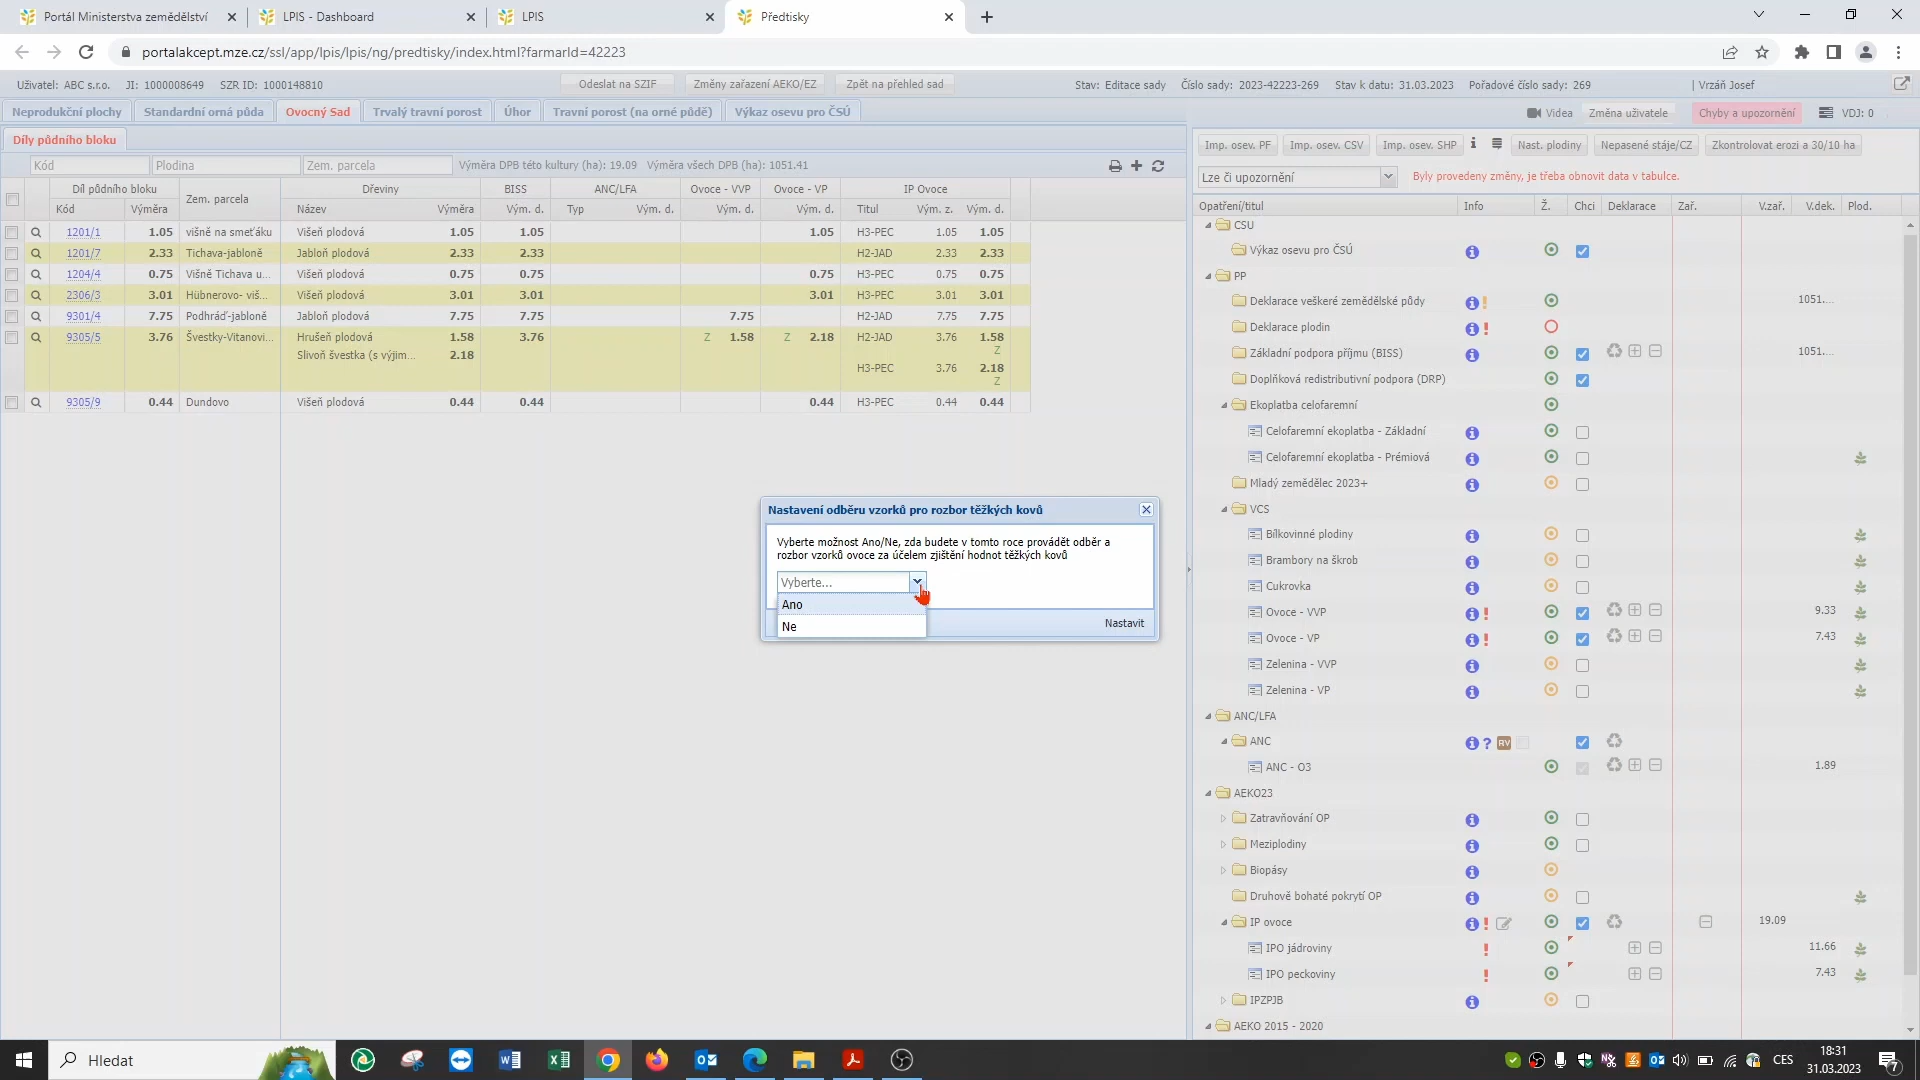 Portál Ministerstva zemědělství
LPIS - Dashboard
LPIS
Předtisky
portalakcept.mze.cz/ssl/app/lpis/lpis/ng/predtisky/index.html?farmarId=42223
Uživatel: ABC s.r.o. JI: 1000008649 SZR ID: 1000148810
Odeslat na SZIF
Změny zařazení AEKO/EZ
Zpět na přehled sad
Stav: Editace sady Číslo sady: 2023-42223-269 Stav k datu: 31.03.2023 Pořadové číslo sady: 269 | Vrzáň Josef
Neprodukční plochy Standardní orná půda Ovocný Sad Trvalý travní porost Úhor Travní porost (na orné půdě) Výkaz osevu pro ČSÚ
Videa Změna uživatele Chyby a upozornění VDJ: 0
Díly půdního bloku
Kód Plodina Zem. parcela Výměra DPB této kultury (ha): 19.09 Výměra všech DPB (ha): 1051.41
Díl půdního bloku Zem. parcela Dřeviny BISS ANC/LFA Ovoce - VVP Ovoce - VP IP Ovoce
Kód Výměra Název Výměra Vým. d. Typ Vým. d. Vým. d. Vým. d. Titul Vým. z. Vým. d.
1201/1 1.05 višně na smeťáku Višeň plodová 1.05 1.05 1.05 H3-PEC 1.05 1.05
1201/7 2.33 Tichava-jabloně Jabloň plodová 2.33 2.33 H2-JAD 2.33 2.33
1204/4 0.75 Višně Tichava u... Višeň plodová 0.75 0.75 0.75 H3-PEC 0.75 0.75
2306/3 3.01 Hübnerovo- viš... Višeň plodová 3.01 3.01 3.01 H3-PEC 3.01 3.01
9301/4 7.75 Podhráď-jabloně Jabloň plodová 7.75 7.75 7.75 H2-JAD 7.75 7.75
9305/5 3.76 Švestky-Vitanovi... Hrušeň plodová 1.58 3.76 Z 1.58 Z 2.18 H2-JAD 3.76 1.58
Z
Slivoň švestka (s výjim... 2.18
H3-PEC 3.76 2.18
Z
9305/9 0.44 Dundovo Višeň plodová 0.44 0.44 0.44 H3-PEC 0.44 0.44
Nastavení odběru vzorků pro rozbor těžkých kovů
Vyberte možnost Ano/Ne, zda budete v tomto roce provádět odběr a
rozbor vzorků ovoce za účelem zjištění hodnot těžkých kovů
Vyberte...
Ano
Ne
Nastavit
Imp. osev. PF Imp. osev. CSV Imp. osev. SHP Nast. plodiny Nepasené stáje/CZ Zkontrolovat erozi a 30/10 ha
Lze či upozornění Byly provedeny změny, je třeba obnovit data v tabulce.
Opatření/titul Info Ž. Chci Deklarace Zař. V.zař. V.dek. Plod.
CSU
Výkaz osevu pro ČSÚ
PP
Deklarace veškeré zemědělské půdy 1051....
Deklarace plodin
Základní podpora příjmu (BISS) 1051....
Doplňková redistributivní podpora (DRP)
Ekoplatba celofaremní
Celofaremní ekoplatba - Základní
Celofaremní ekoplatba - Prémiová
Mladý zemědělec 2023+
VCS
Bílkovinné plodiny
Brambory na škrob
Cukrovka
Ovoce - VVP 9.33
Ovoce - VP 7.43
Zelenina - VVP
Zelenina - VP
ANC/LFA
ANC RV
ANC - O3 1.89
AEKO23
Zatravňování OP
Meziplodiny
Biopásy
Druhově bohaté pokrytí OP
IP ovoce 19.09
IPO jádroviny 11.66
IPO peckoviny 7.43
IPZPJB
AEKO 2015 - 2020
Hledat
CES
18:31
31.03.2023
7